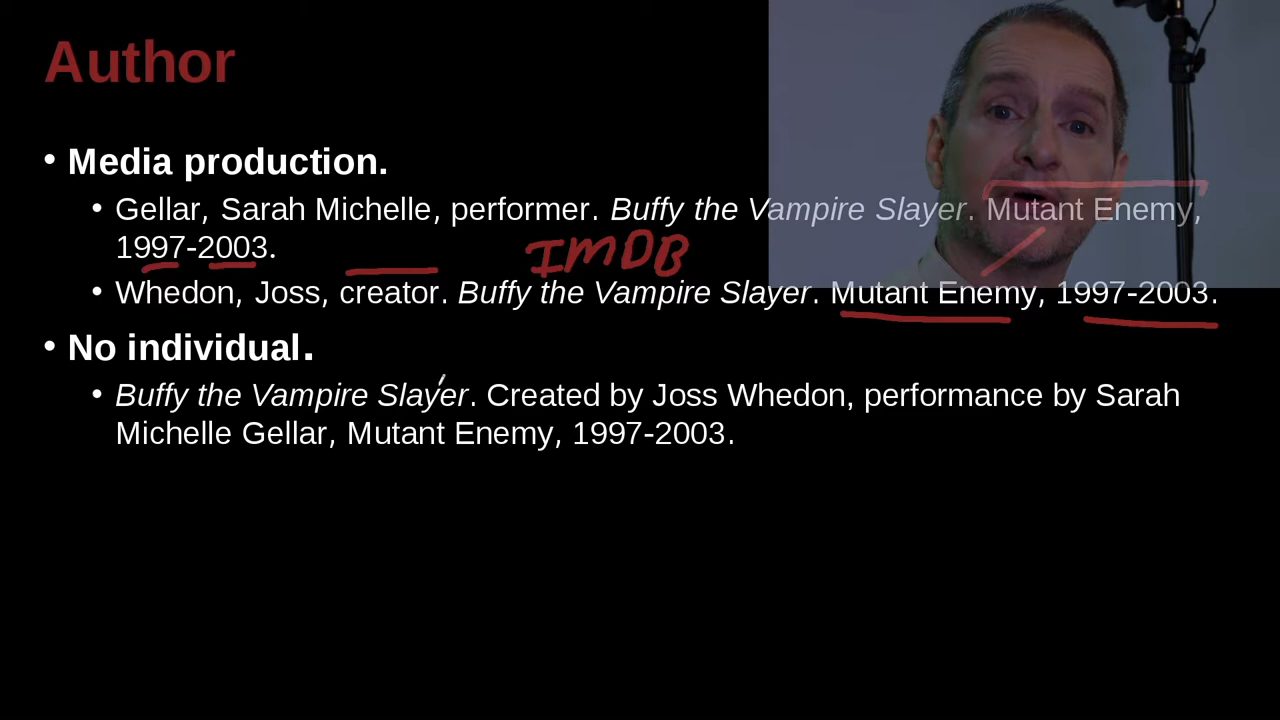 Author
• Media production.
• Gellar, Sarah Michelle, performer. Buffy the Vampire Slayer. Mutant Enemy,
1997-2003.
IMDB
• Whedon, Joss, creator. Buffy the Vampire Slayer. Mutant Enemy, 1997-2003.
• No individual.
• Buffy the Vampire Slayer. Created by Joss Whedon, performance by Sarah
Michelle Gellar, Mutant Enemy, 1997-2003.